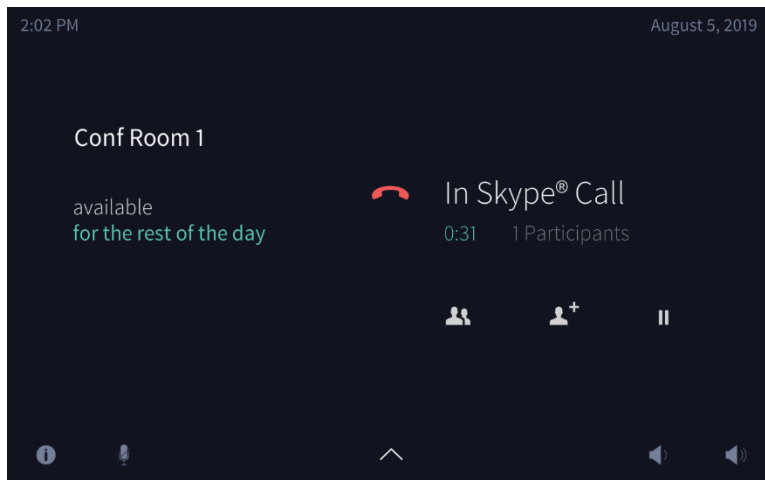 2:02 PM
August 5, 2019
Conf Room 1
available
for the rest of the day
In Skype® Call
0:31
1 Participants